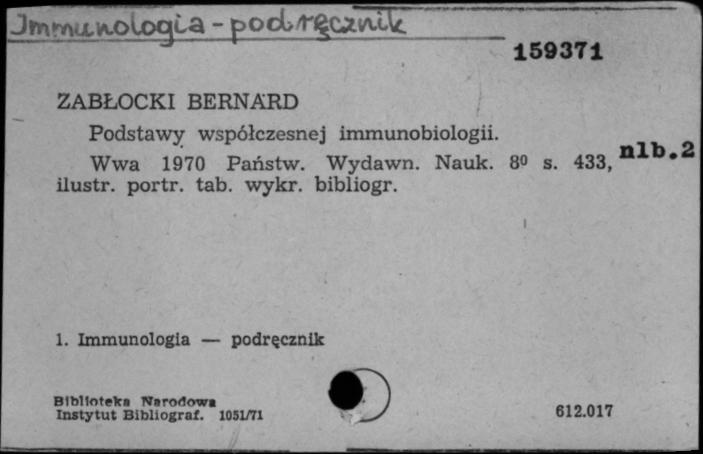 Immunologia - podręcznik
159371
ZABŁOCKI BERNARD
Podstawy współczesnej immunobiologii.
Wwa 1970 Państw. Wydawn. Nauk. 8⁰ s. 433, nlb.2
ilustr. portr. tab. wykr. bibliogr.
1. Immunologia — podręcznik
Biblioteka Narodowa
Instytut Bibliograf. 1051/71
612.017